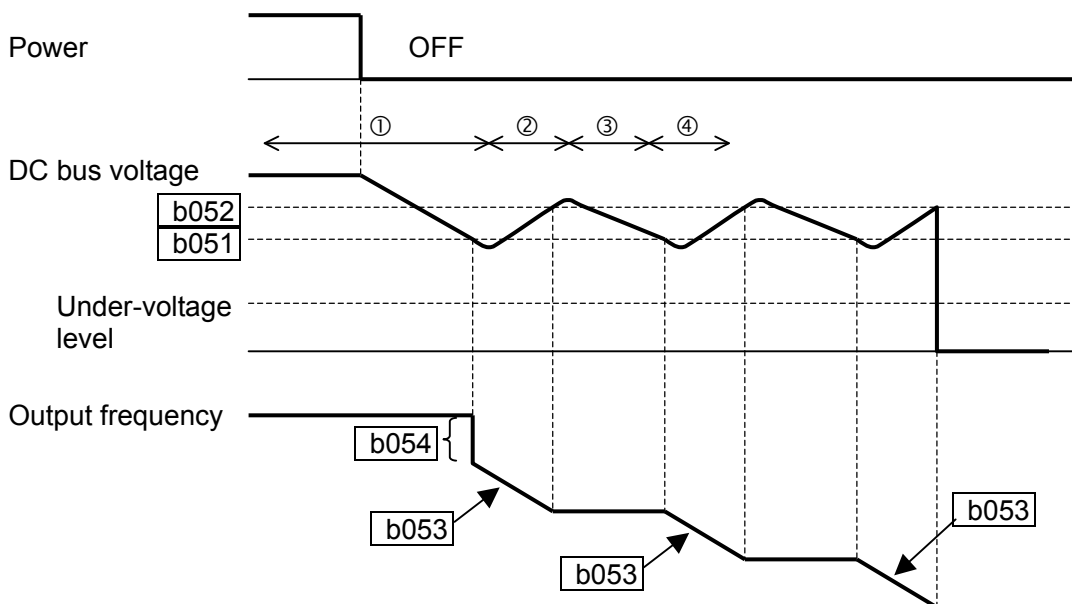 Power
OFF
① ② ③ ④
DC bus voltage
b052
b051
Under-voltage
level
Output frequency
b054
b053
b053
b053